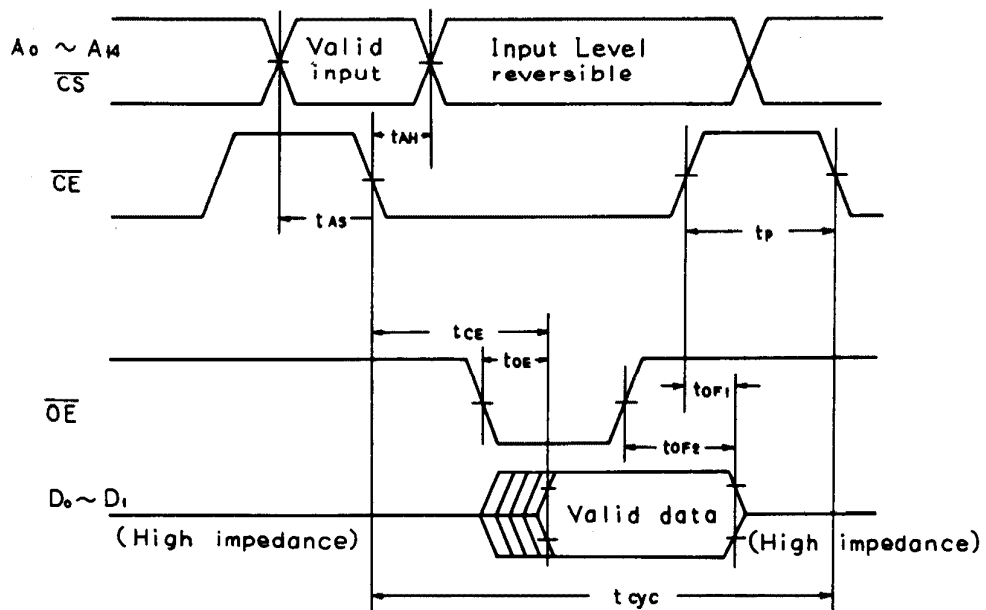 A0 ~ A14
CS
Valid
input
Input Level
reversible
tAH
CE
tAS
tP
tCE
tOE
OE
tOF1
tOF2
D0 ~ D1
(High impedance)
Valid data
(High impedance)
tcyc